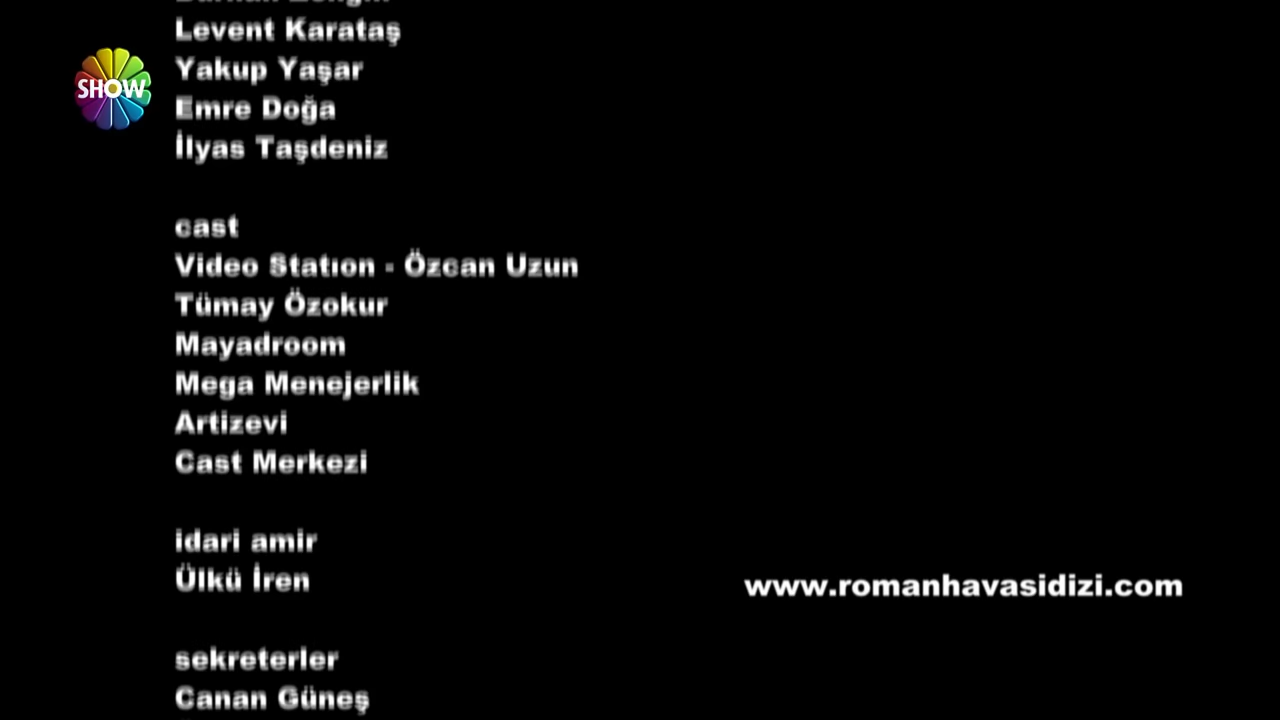 Levent Karataş
SHOW
Yakup Yaşar
Emre Doğa
İlyas Taşdeniz
cast
Video Statıon - Özcan Uzun
Tümay Özokur
Mayadroom
Mega Menejerlik
Artizevi
Cast Merkezi
idari amir
Ülkü İren
www.romanhavasidizi.com
sekreterler
Canan Güneş